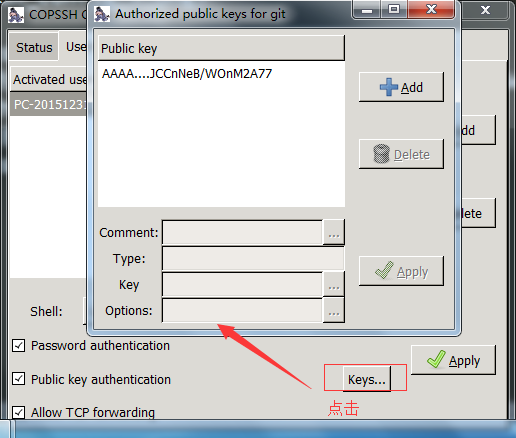 COPSSH C
Authorized public keys for git
Status
Use
Public key
Activated use
AAAA....JCCnNeB/WOnM2A77
PC-2015123
Add
dd
Delete
lete
Comment:
...
Type:
Key
...
Apply
Options:
...
Shell:
Password authentication
Public key authentication
Keys...
Apply
点击
Allow TCP forwarding